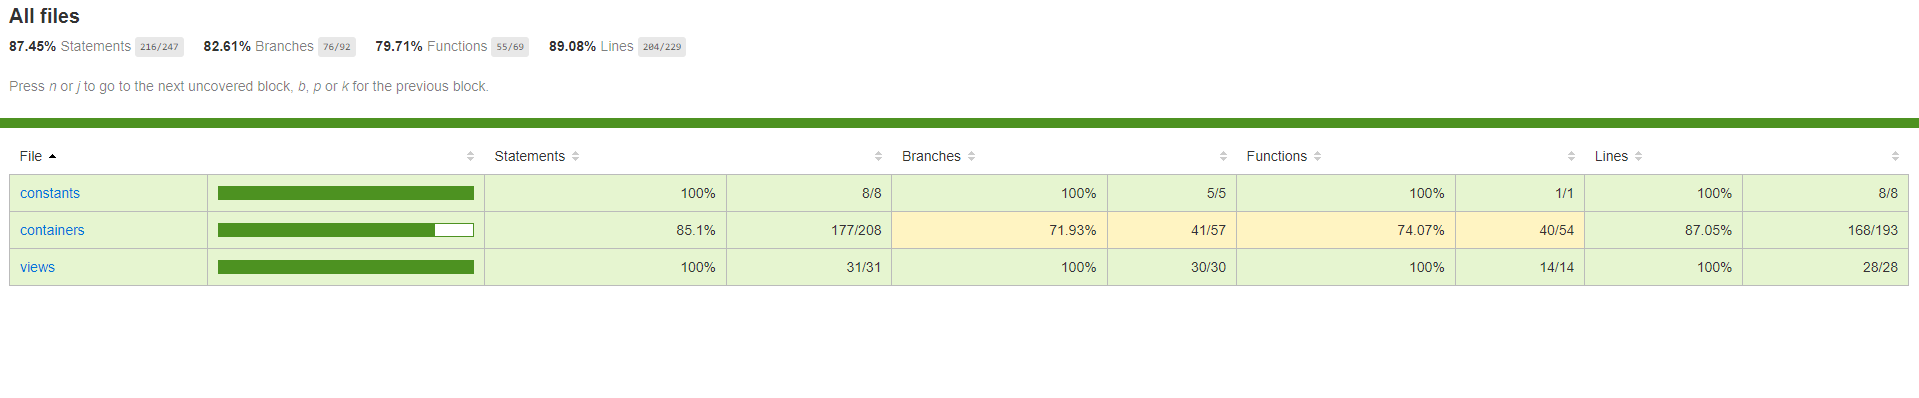 All files
87.45% Statements 216/247 82.61% Branches 76/92 79.71% Functions 55/69 89.08% Lines 204/229
Press n or j to go to the next uncovered block, b, p or k for the previous block.
File Statements Branches Functions Lines
constants 100% 8/8 100% 5/5 100% 1/1 100% 8/8
containers 85.1% 177/208 71.93% 41/57 74.07% 40/54 87.05% 168/193
views 100% 31/31 100% 30/30 100% 14/14 100% 28/28